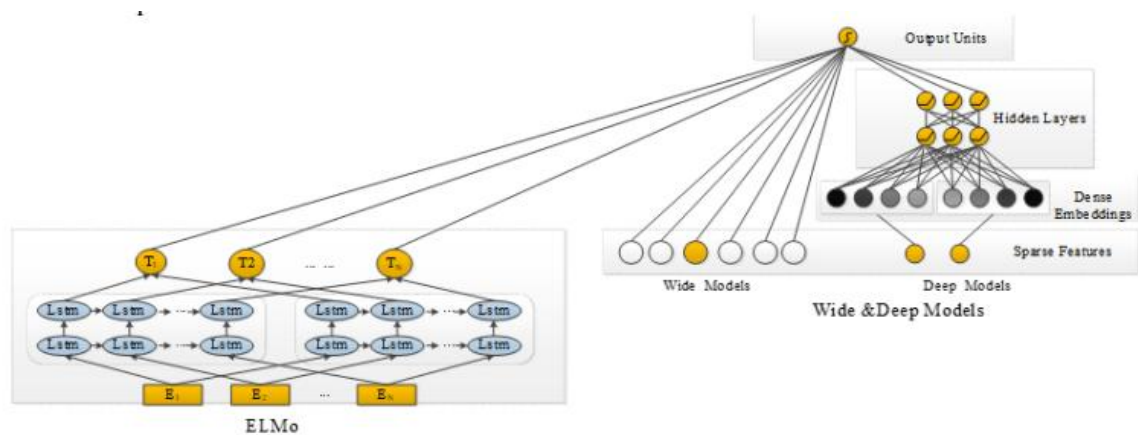 Output Units
Hidden Layers
Dense
Embeddings
Sparse Features
Wide Models
Deep Models
Wide &Deep Models
T1
T2
... ...
TN
Lstm
Lstm
...
Lstm
Lstm
Lstm
...
Lstm
Lstm
Lstm
...
Lstm
Lstm
Lstm
...
Lstm
E1
E2
...
EN
ELMo